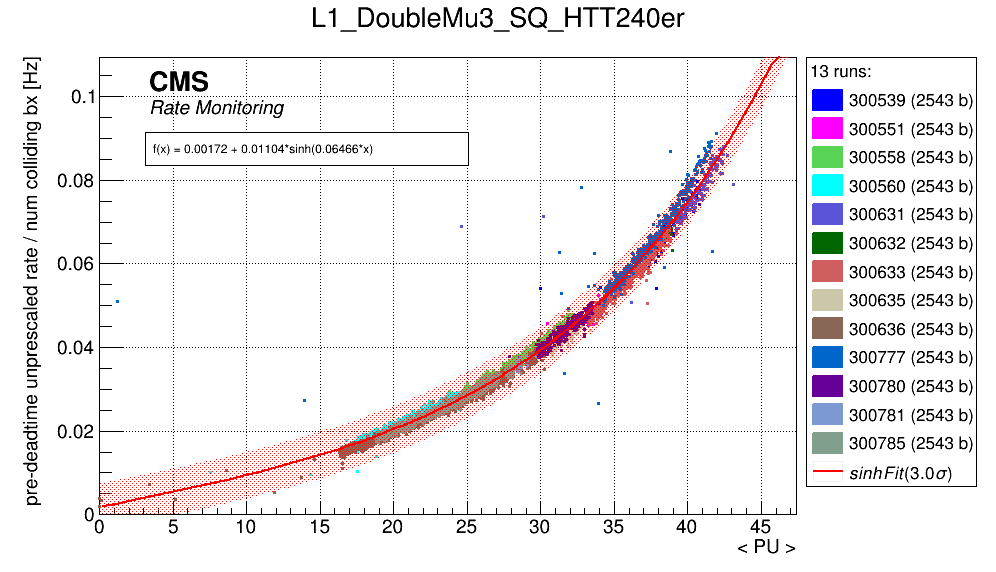 L1_DoubleMu3_SQ_HTT240er
pre-deadtime unprescaled rate / num colliding bx [Hz]
CMS
Rate Monitoring
f(x) = 0.00172 + 0.01104*sinh(0.06466*x)
0.1
0.08
0.06
0.04
0.02
0
0 5 10 15 20 25 30 35 40 45
< PU >
13 runs:
300539 (2543 b)
300551 (2543 b)
300558 (2543 b)
300560 (2543 b)
300631 (2543 b)
300632 (2543 b)
300633 (2543 b)
300635 (2543 b)
300636 (2543 b)
300777 (2543 b)
300780 (2543 b)
300781 (2543 b)
300785 (2543 b)
sinhFit(3.0σ)